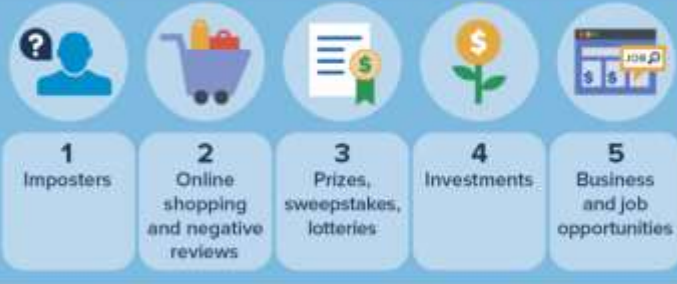 ?
$
$
$ $
JOB
1
Imposters
2
Online
shopping
and negative
reviews
3
Prizes,
sweepstakes,
lotteries
4
Investments
5
Business
and job
opportunities